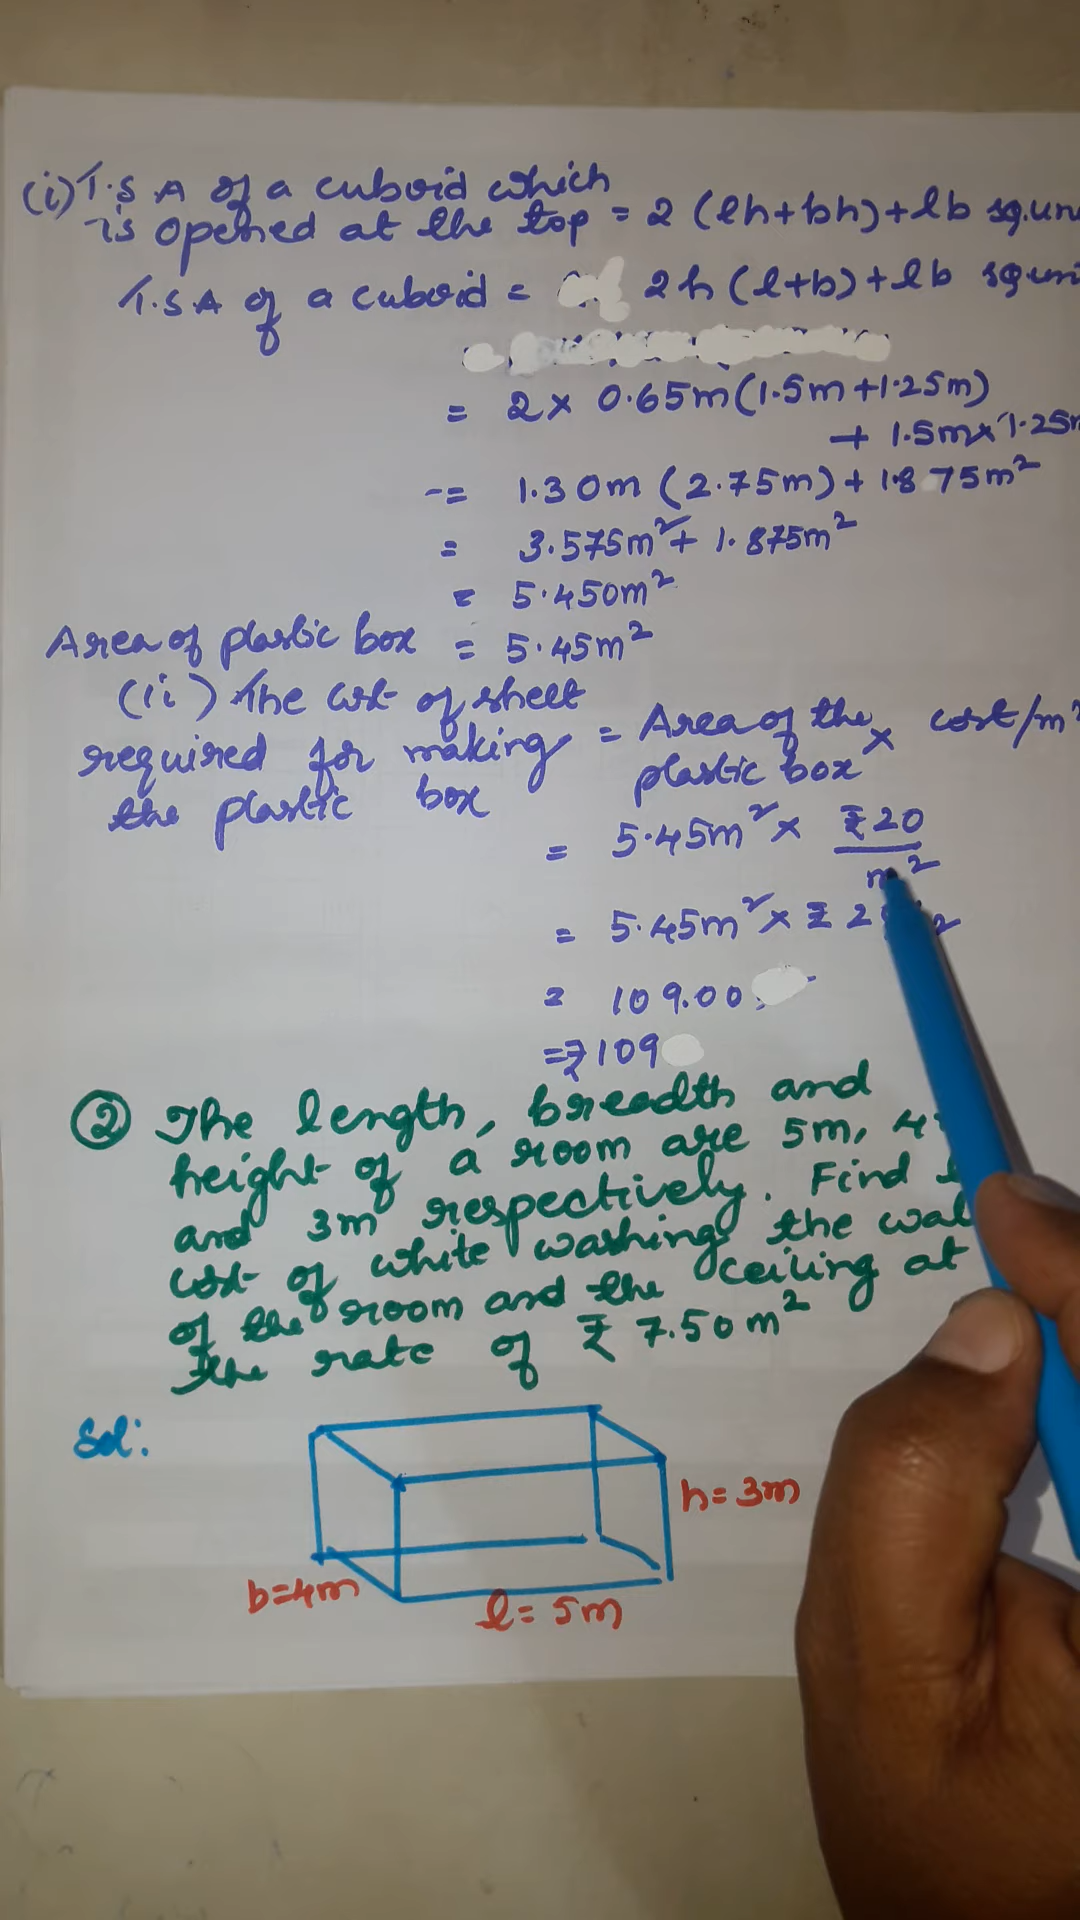 (i) T.S.A of a cuboid which
is opened at the top = 2 (lh+bh)+lb sq.uni
T.S.A of a cuboid = 2h (l+b)+lb sq.uni
= 2× 0.65m(1.5m+1.25m)
+ 1.5m×1.25m
= 1.30m (2.75m)+ 1.875m²
= 3.575m²+ 1.875m²
= 5.450m²
Area of plastic box = 5.45m²
(ii) The cost of sheet
required for making
the plastic box
= Area of the
plastic box × cost/m²
= 5.45m² × ₹20
m²
= 5.45m² × ₹ 2
= 109.00
=₹109
② The length, breadth and
height of a room are 5m, 4
and 3m respectively. Find
cost of white washing the wal
of the room and the ceiling at
the rate of ₹ 7.50m²
Sol:
h=3m
b=4m
l=5m